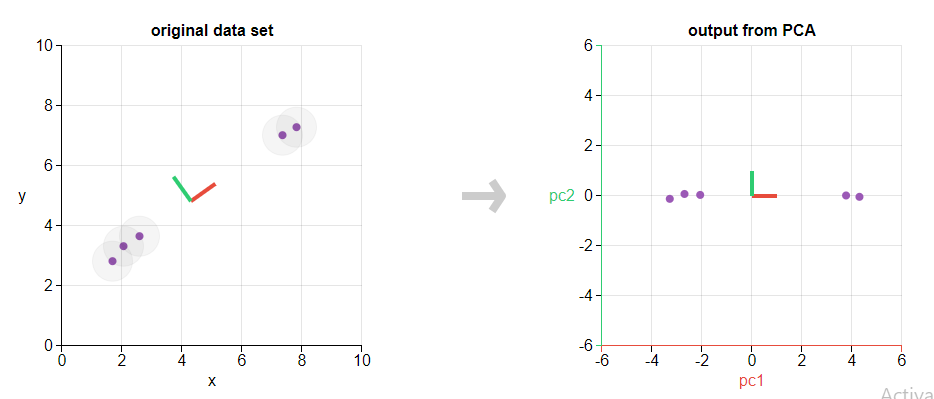 original data set
10
8
6
y
4
2
0
0 2 4 6 8 10
x
output from PCA
6
4
2
pc2 0
-2
-4
-6
-6 -4 -2 0 2 4 6
pc1
Activa